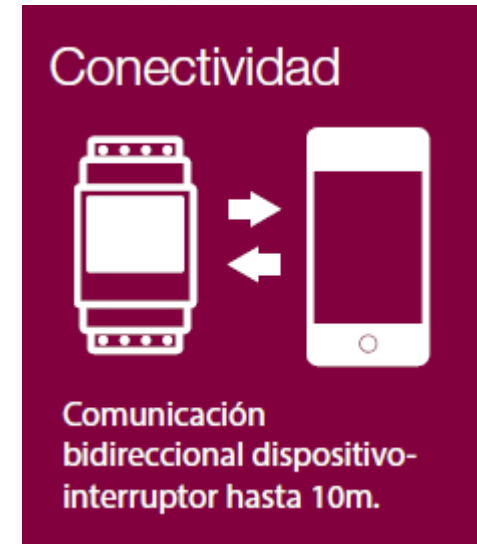 Conectividad
Comunicación
bidireccional dispositivo-
interruptor hasta 10m.